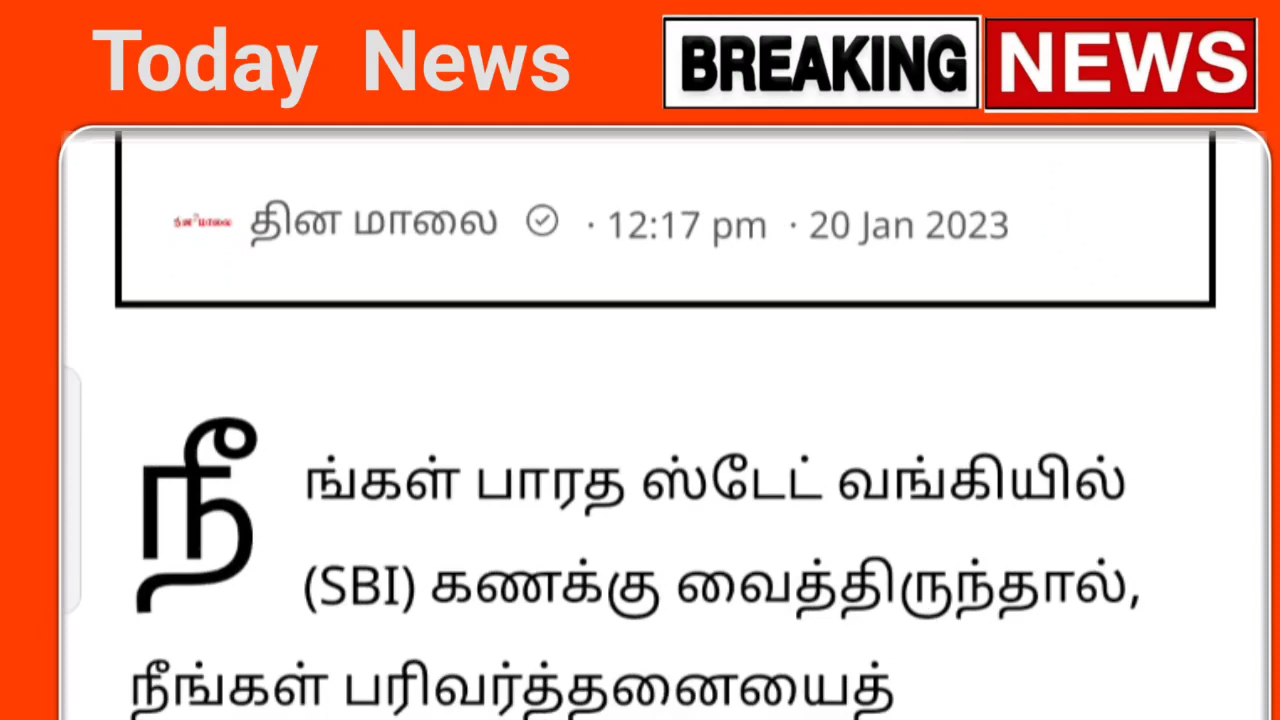 Today News
BREAKING NEWS
தின மாலை · 12:17 pm · 20 Jan 2023
நீங்கள் பாரத ஸ்டேட் வங்கியில்
(SBI) கணக்கு வைத்திருந்தால்,
நீங்கள் பரிவர்த்தனையைத்